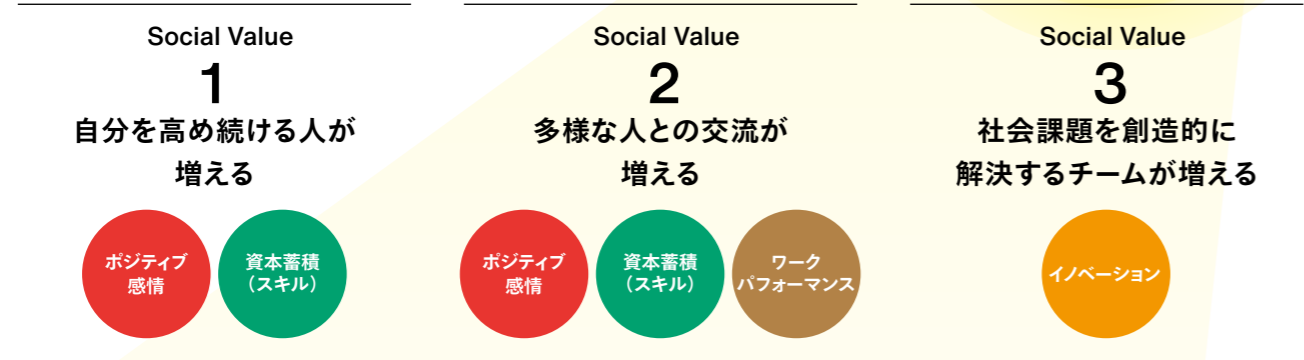 Social Value
1
自分を高め続ける人が
増える
ポジティブ
感情
資本蓄積
（スキル）
Social Value
2
多様な人との交流が
増える
ポジティブ
感情
資本蓄積
（スキル）
ワーク
パフォーマンス
Social Value
3
社会課題を創造的に
解決するチームが増える
イノベーション